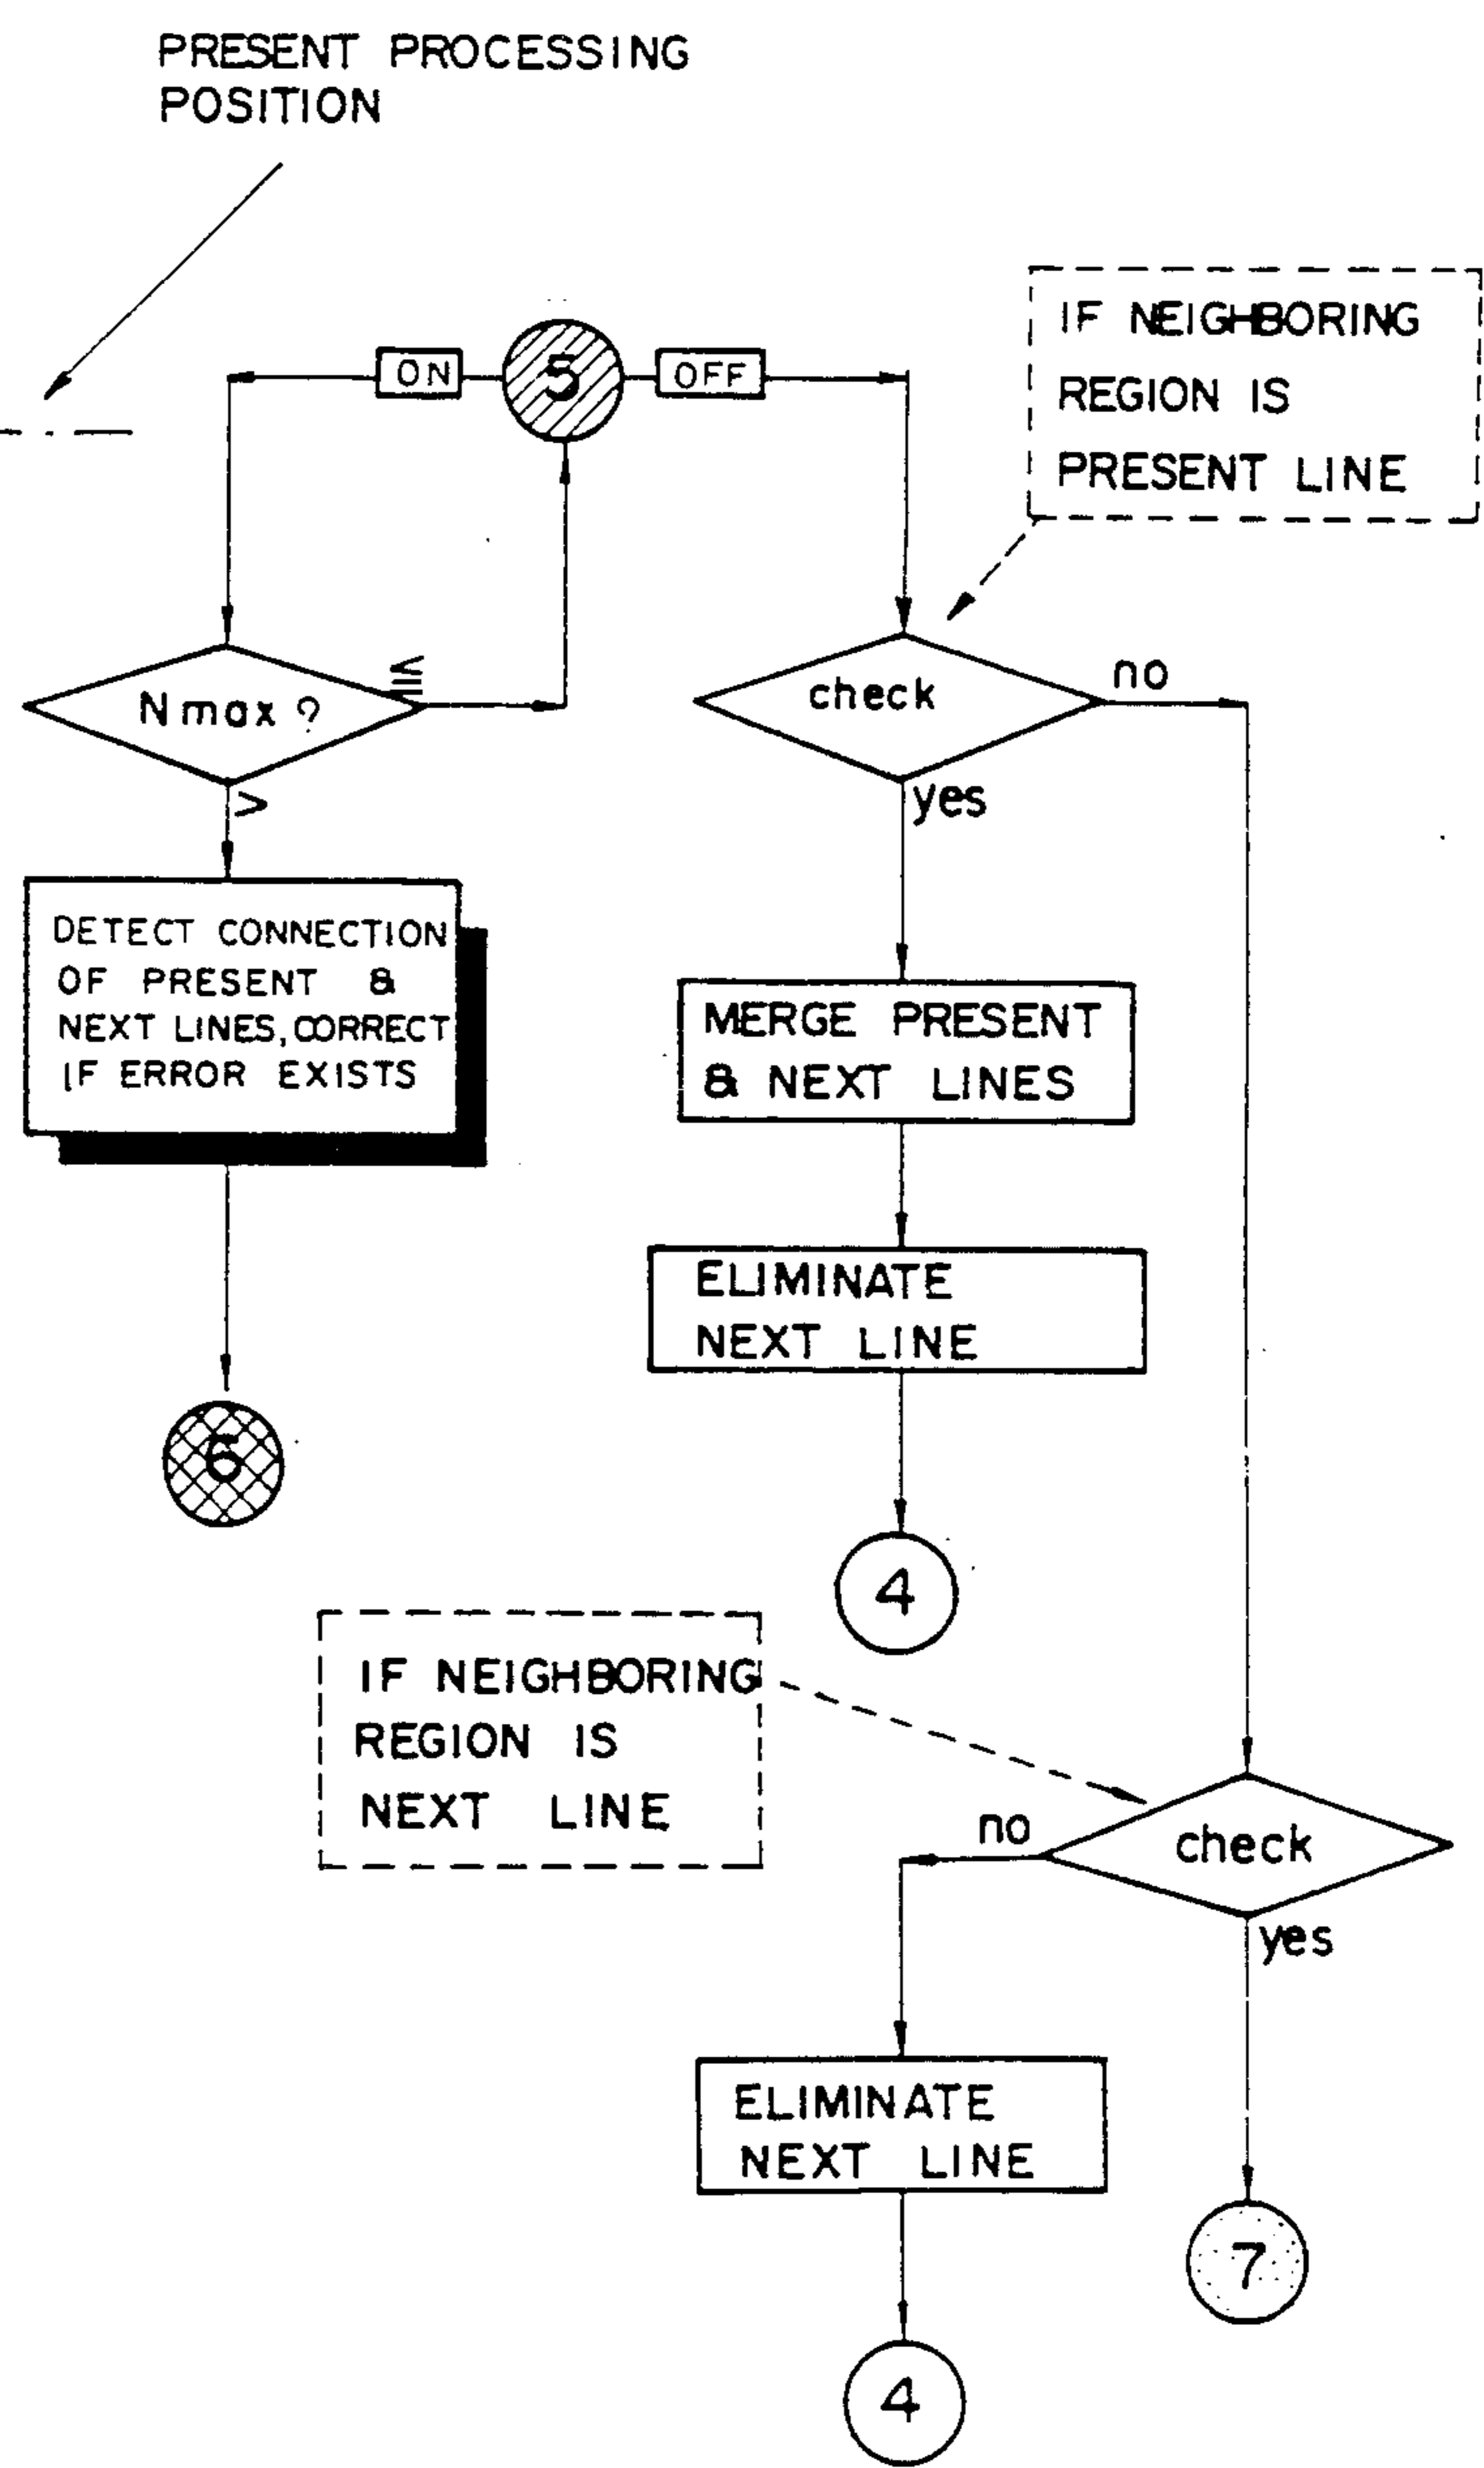 PRESENT PROCESSING
POSITION
ON
5
OFF
IF NEIGHBORING
REGION IS
PRESENT LINE
N max ?
≦
>
check
no
yes
DETECT CONNECTION
OF PRESENT &
NEXT LINES, CORRECT
IF ERROR EXISTS
MERGE PRESENT
& NEXT LINES
ELIMINATE
NEXT LINE
6
4
IF NEIGHBORING
REGION IS
NEXT LINE
no
check
yes
ELIMINATE
NEXT LINE
7
4